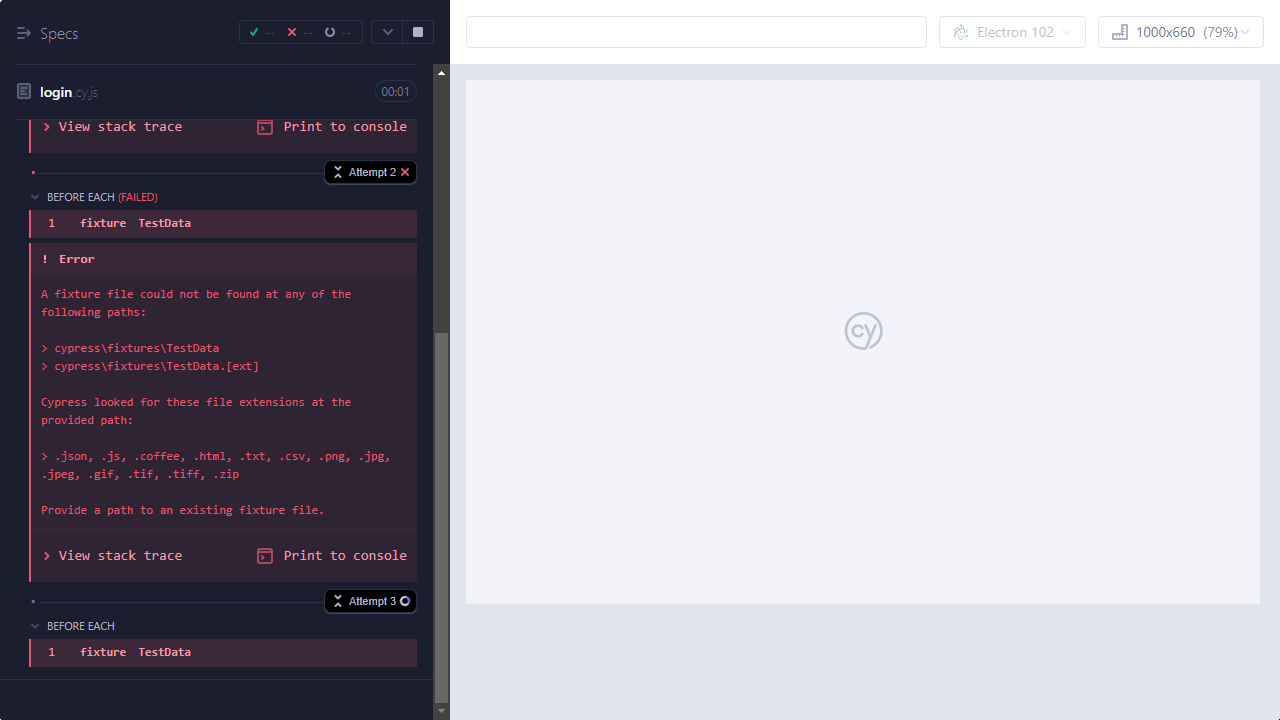 Specs
-- -- --
Electron 102
1000x660 (79%)
login.cy.js
00:01
View stack trace
Print to console
Attempt 2
BEFORE EACH (FAILED)
1 fixture TestData
! Error
A fixture file could not be found at any of the
following paths:
> cypress\fixtures\TestData
> cypress\fixtures\TestData.[ext]
Cypress looked for these file extensions at the
provided path:
> .json, .js, .coffee, .html, .txt, .csv, .png, .jpg,
.jpeg, .gif, .tif, .tiff, .zip
Provide a path to an existing fixture file.
View stack trace
Print to console
Attempt 3
BEFORE EACH
1 fixture TestData
cy